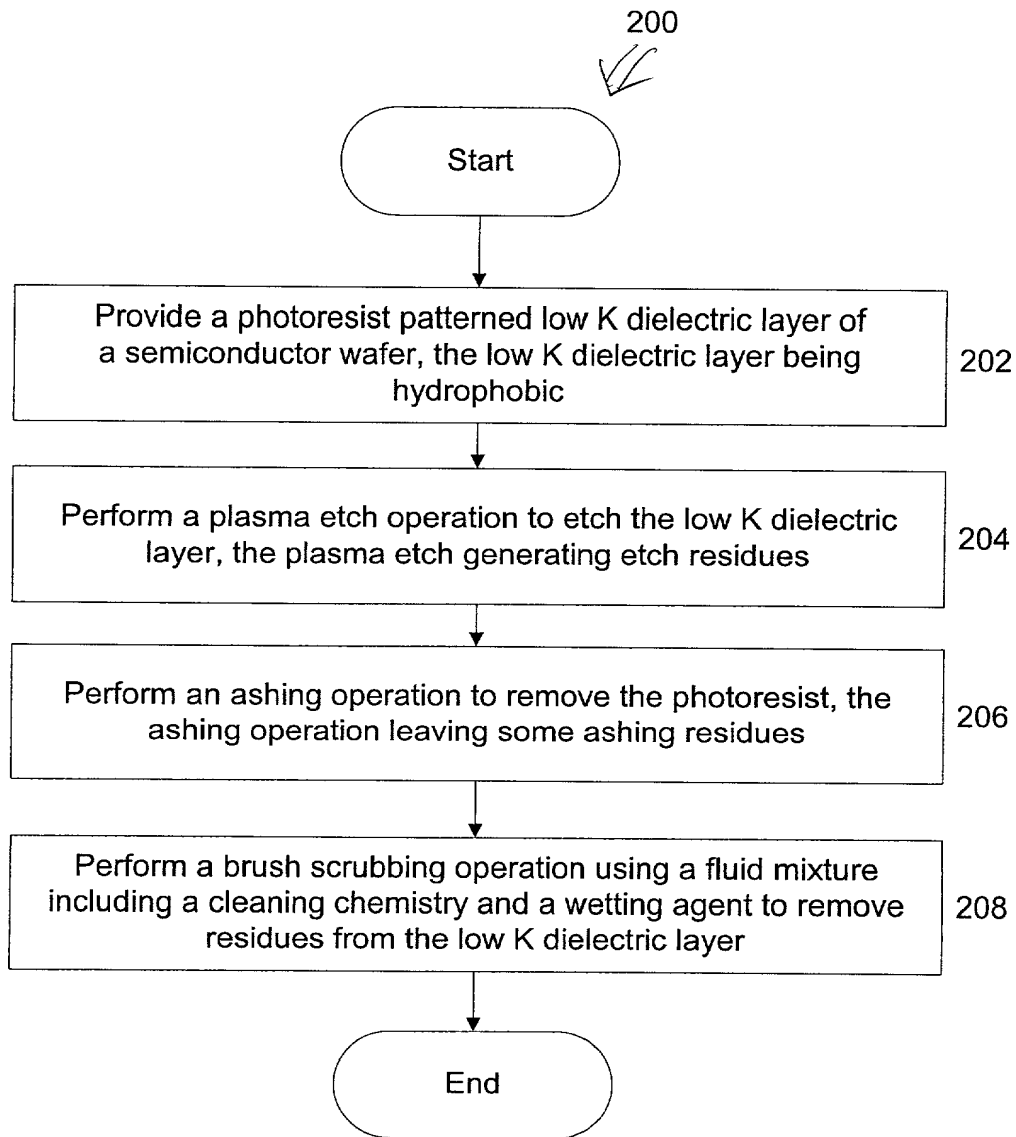 200
Start
Provide a photoresist patterned low K dielectric layer of
a semiconductor wafer, the low K dielectric layer being
hydrophobic
202
Perform a plasma etch operation to etch the low K dielectric
layer, the plasma etch generating etch residues
204
Perform an ashing operation to remove the photoresist, the
ashing operation leaving some ashing residues
206
Perform a brush scrubbing operation using a fluid mixture
including a cleaning chemistry and a wetting agent to remove
residues from the low K dielectric layer
208
End